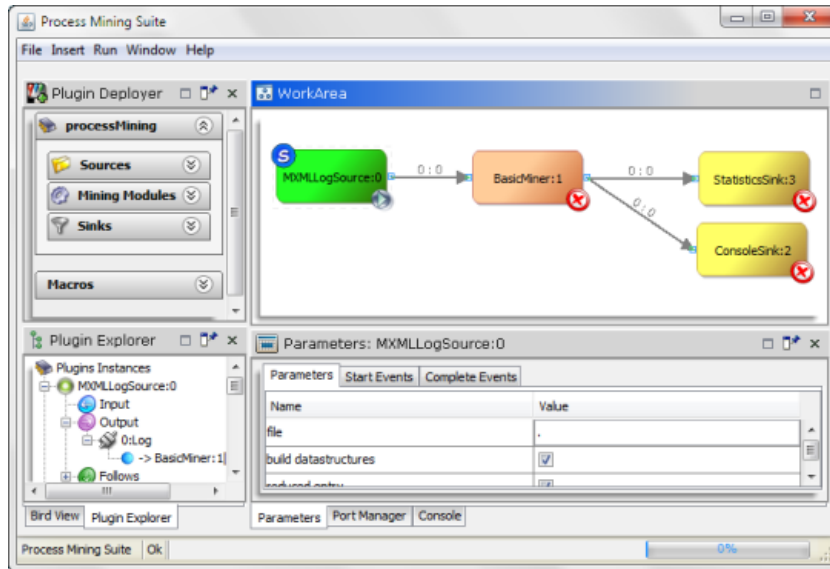 Process Mining Suite
File Insert Run Window Help
Plugin Deployer
processMining
Sources
Mining Modules
Sinks
Macros
WorkArea
S
MXMLLogSource:0
0:0
BasicMiner:1
0:0
StatisticsSink:3
0:0
ConsoleSink:2
Plugin Explorer
Plugins Instances
MXMLLogSource:0
Input
Output
0:Log
-> BasicMiner:1
Follows
Bird View Plugin Explorer
Parameters: MXMLLogSource:0
Parameters Start Events Complete Events
Name Value
file .
build datastructures
reduced entry
Parameters Port Manager Console
Process Mining Suite Ok 0%